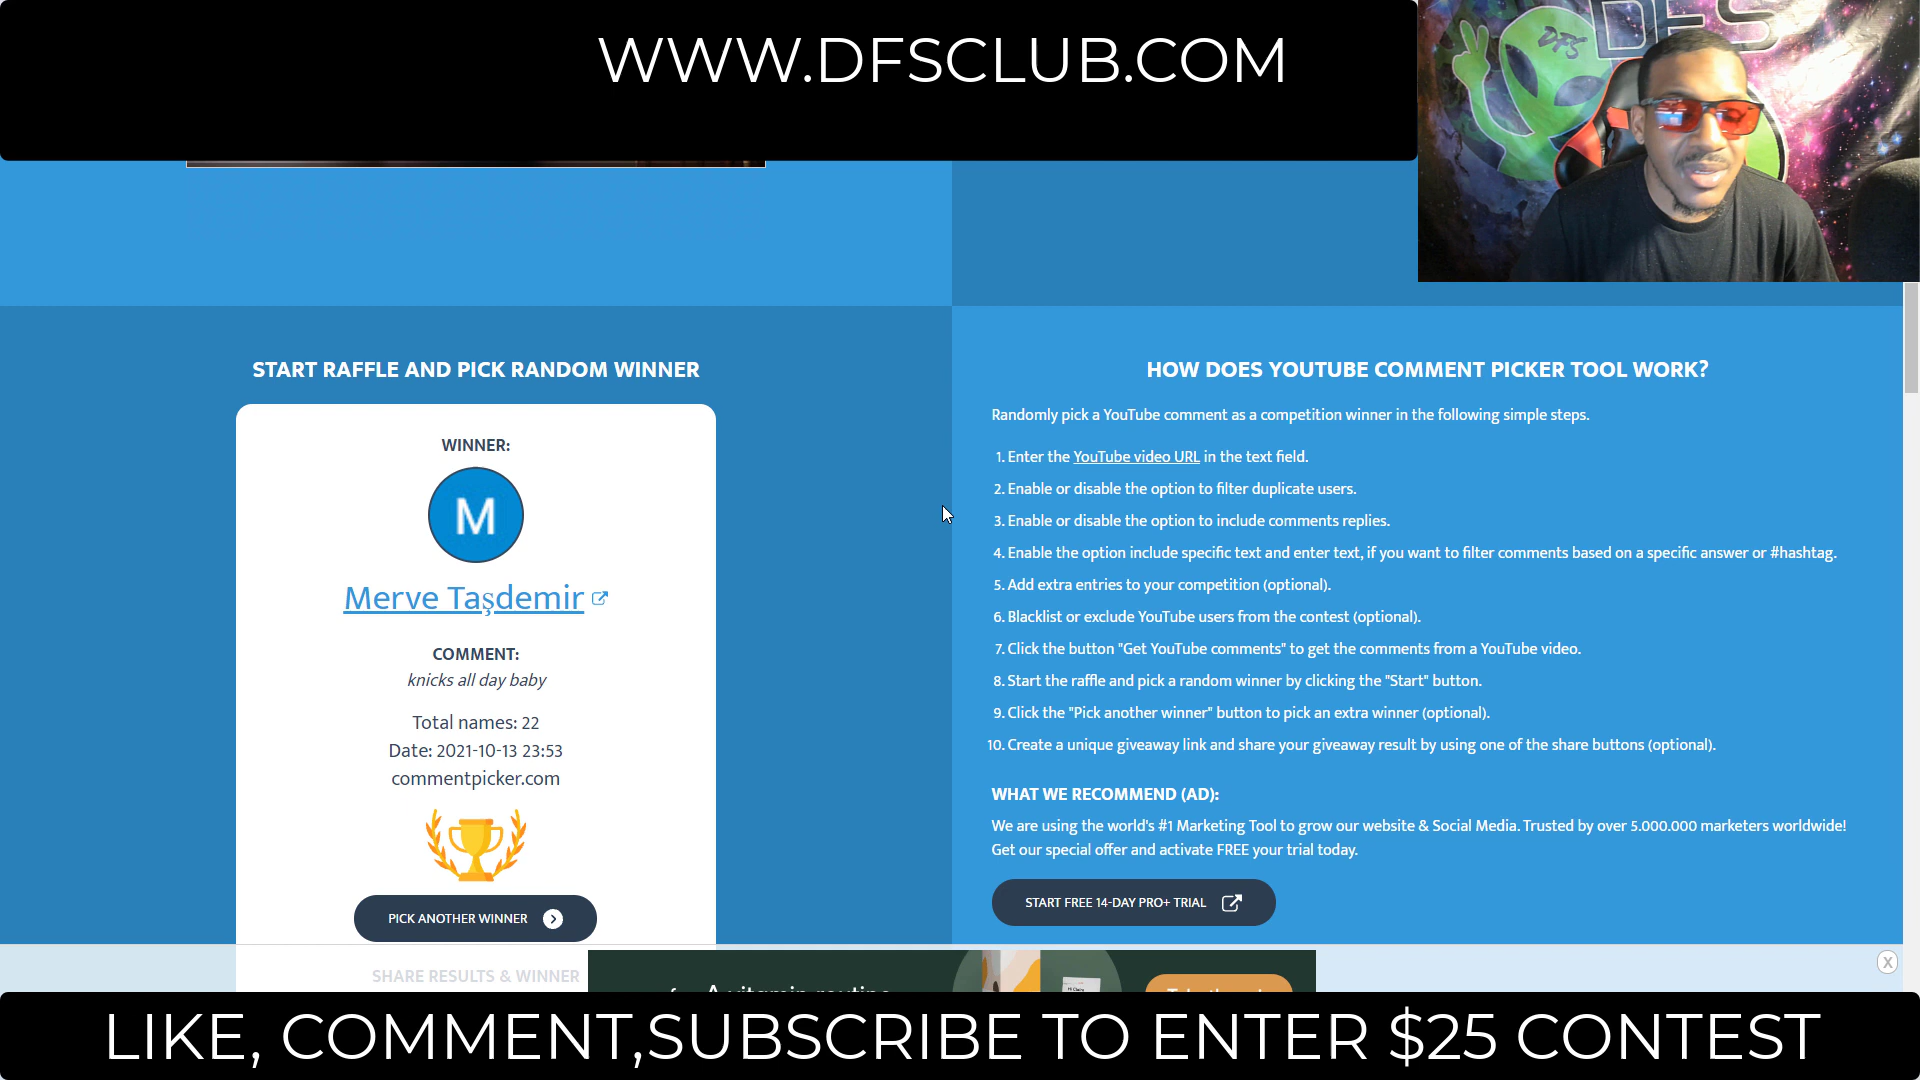 WWW.DFSCLUB.COM
DFS
DFS
START RAFFLE AND PICK RANDOM WINNER
WINNER:
M
Merve Taşdemir
COMMENT:
knicks all day baby
Total names: 22
Date: 2021-10-13 23:53
commentpicker.com
PICK ANOTHER WINNER
SHARE RESULTS & WINNER
HOW DOES YOUTUBE COMMENT PICKER TOOL WORK?
Randomly pick a YouTube comment as a competition winner in the following simple steps.
1. Enter the YouTube video URL in the text field.
2. Enable or disable the option to filter duplicate users.
3. Enable or disable the option to include comments replies.
4. Enable the option include specific text and enter text, if you want to filter comments based on a specific answer or #hashtag.
5. Add extra entries to your competition (optional).
6. Blacklist or exclude YouTube users from the contest (optional).
7. Click the button "Get YouTube comments" to get the comments from a YouTube video.
8. Start the raffle and pick a random winner by clicking the "Start" button.
9. Click the "Pick another winner" button to pick an extra winner (optional).
10. Create a unique giveaway link and share your giveaway result by using one of the share buttons (optional).
WHAT WE RECOMMEND (AD):
We are using the world's #1 Marketing Tool to grow our website & Social Media. Trusted by over 5.000.000 marketers worldwide!
Get our special offer and activate FREE your trial today.
START FREE 14-DAY PRO+ TRIAL
X
A vitamin routine
LIKE, COMMENT,SUBSCRIBE TO ENTER $25 CONTEST